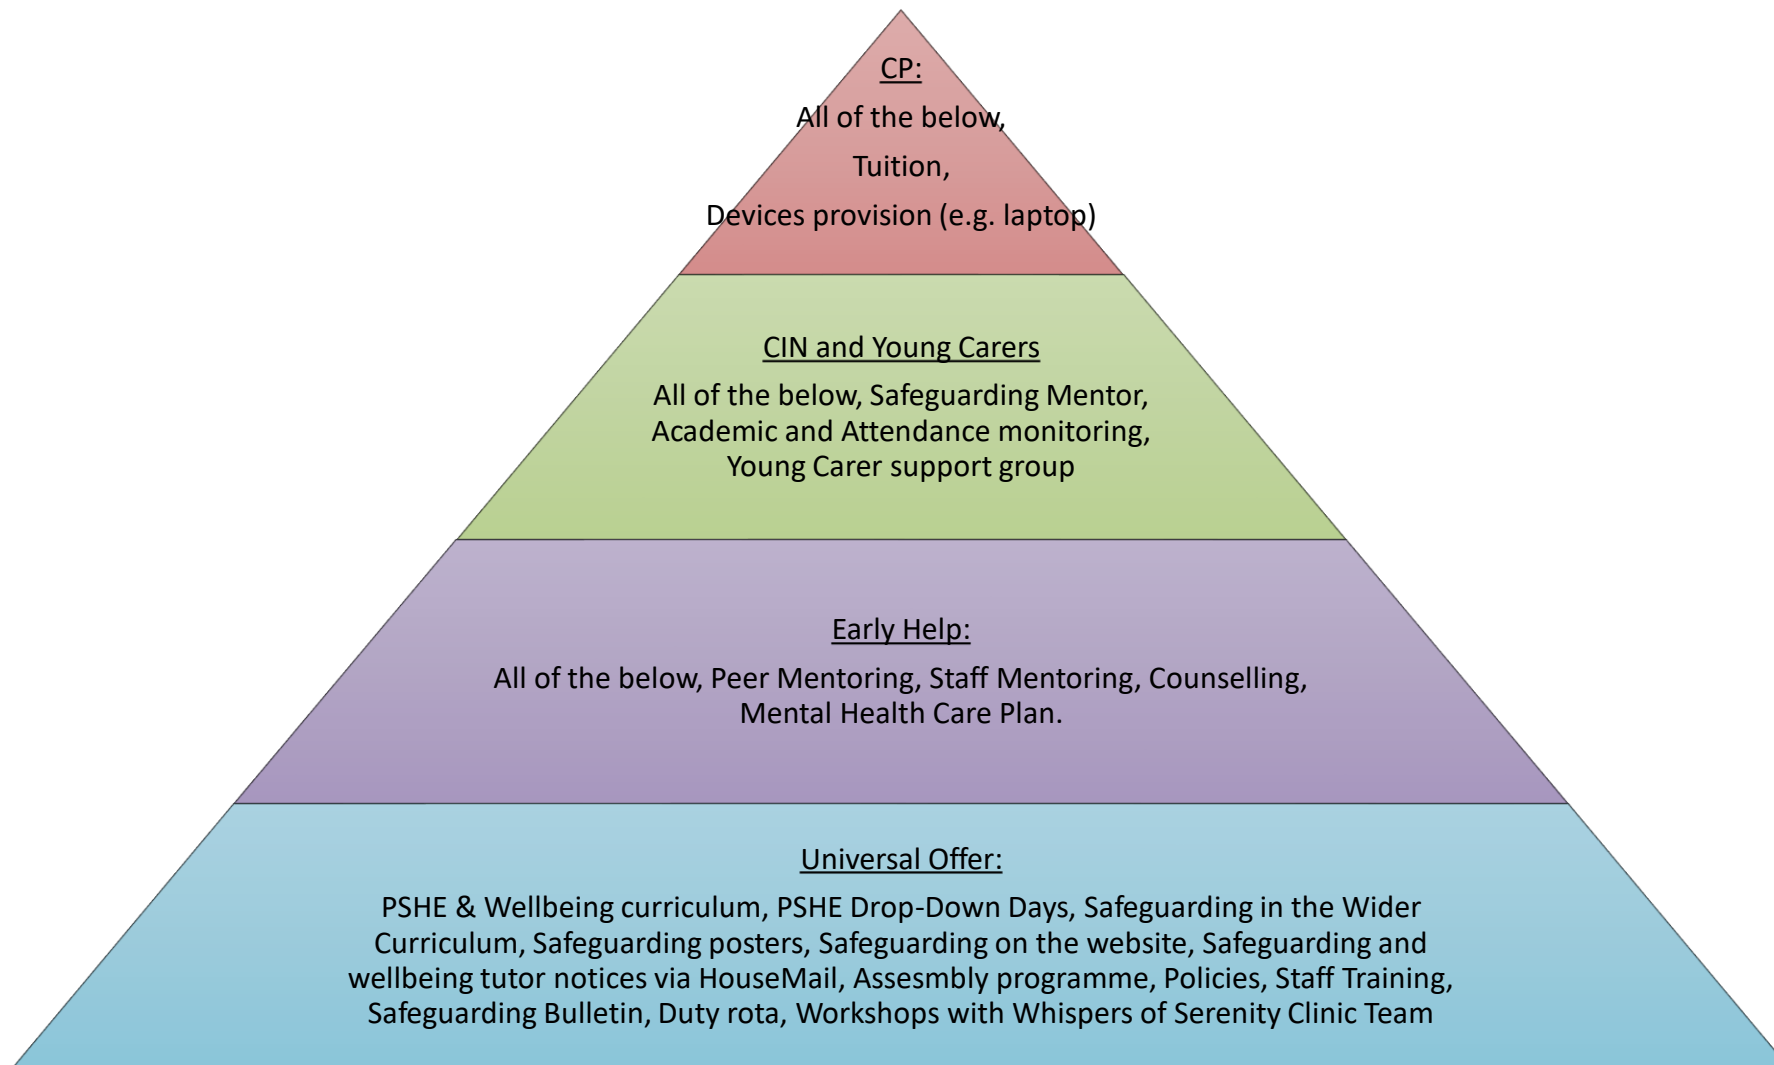 CP:
All of the below,
Tuition,
Devices provision (e.g. laptop)
CIN and Young Carers
All of the below, Safeguarding Mentor,
Academic and Attendance monitoring,
Young Carer support group
Early Help:
All of the below, Peer Mentoring, Staff Mentoring, Counselling,
Mental Health Care Plan.
Universal Offer:
PSHE & Wellbeing curriculum, PSHE Drop-Down Days, Safeguarding in the Wider
Curriculum, Safeguarding posters, Safeguarding on the website, Safeguarding and
wellbeing tutor notices via HouseMail, Assesmbly programme, Policies, Staff Training,
Safeguarding Bulletin, Duty rota, Workshops with Whispers of Serenity Clinic Team